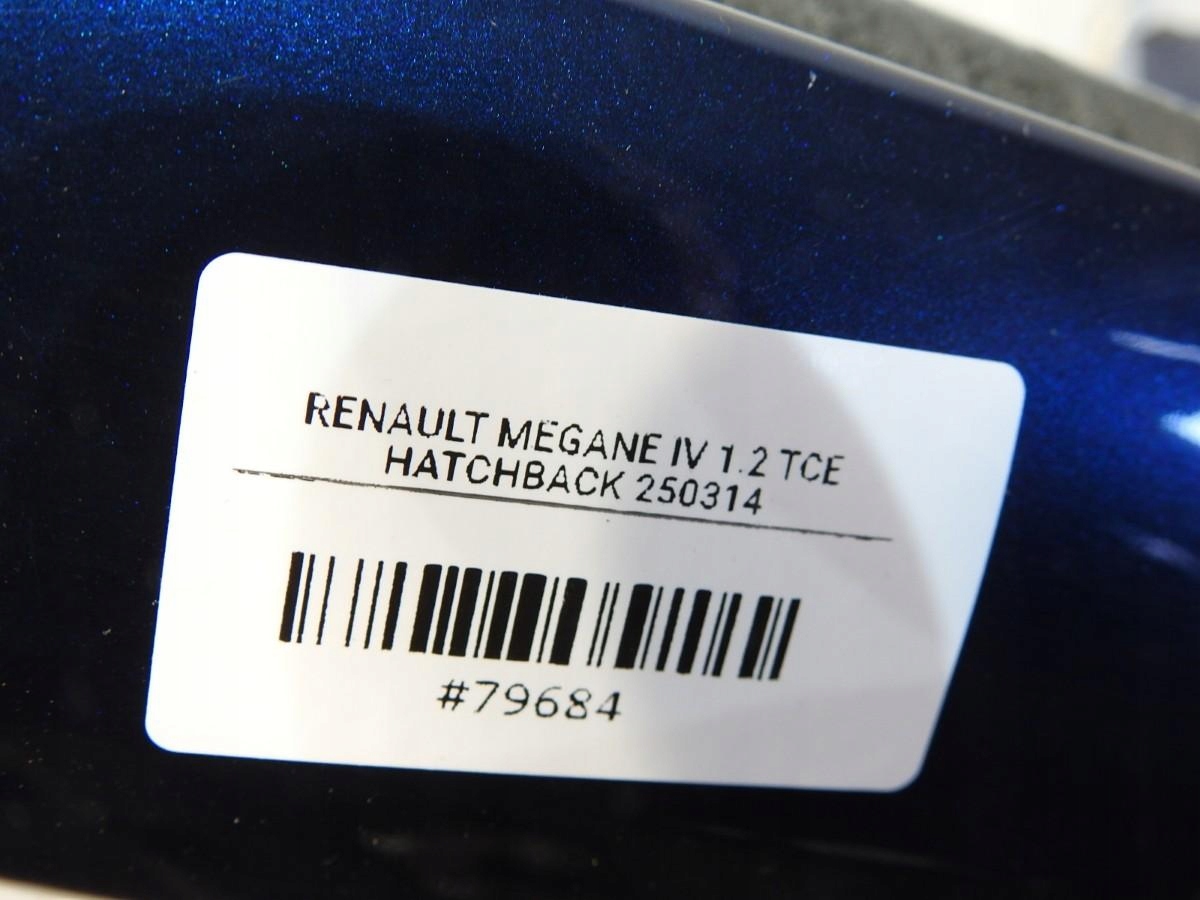 RENAULT MEGANE IV 1.2 TCE
HATCHBACK 250314
#79684